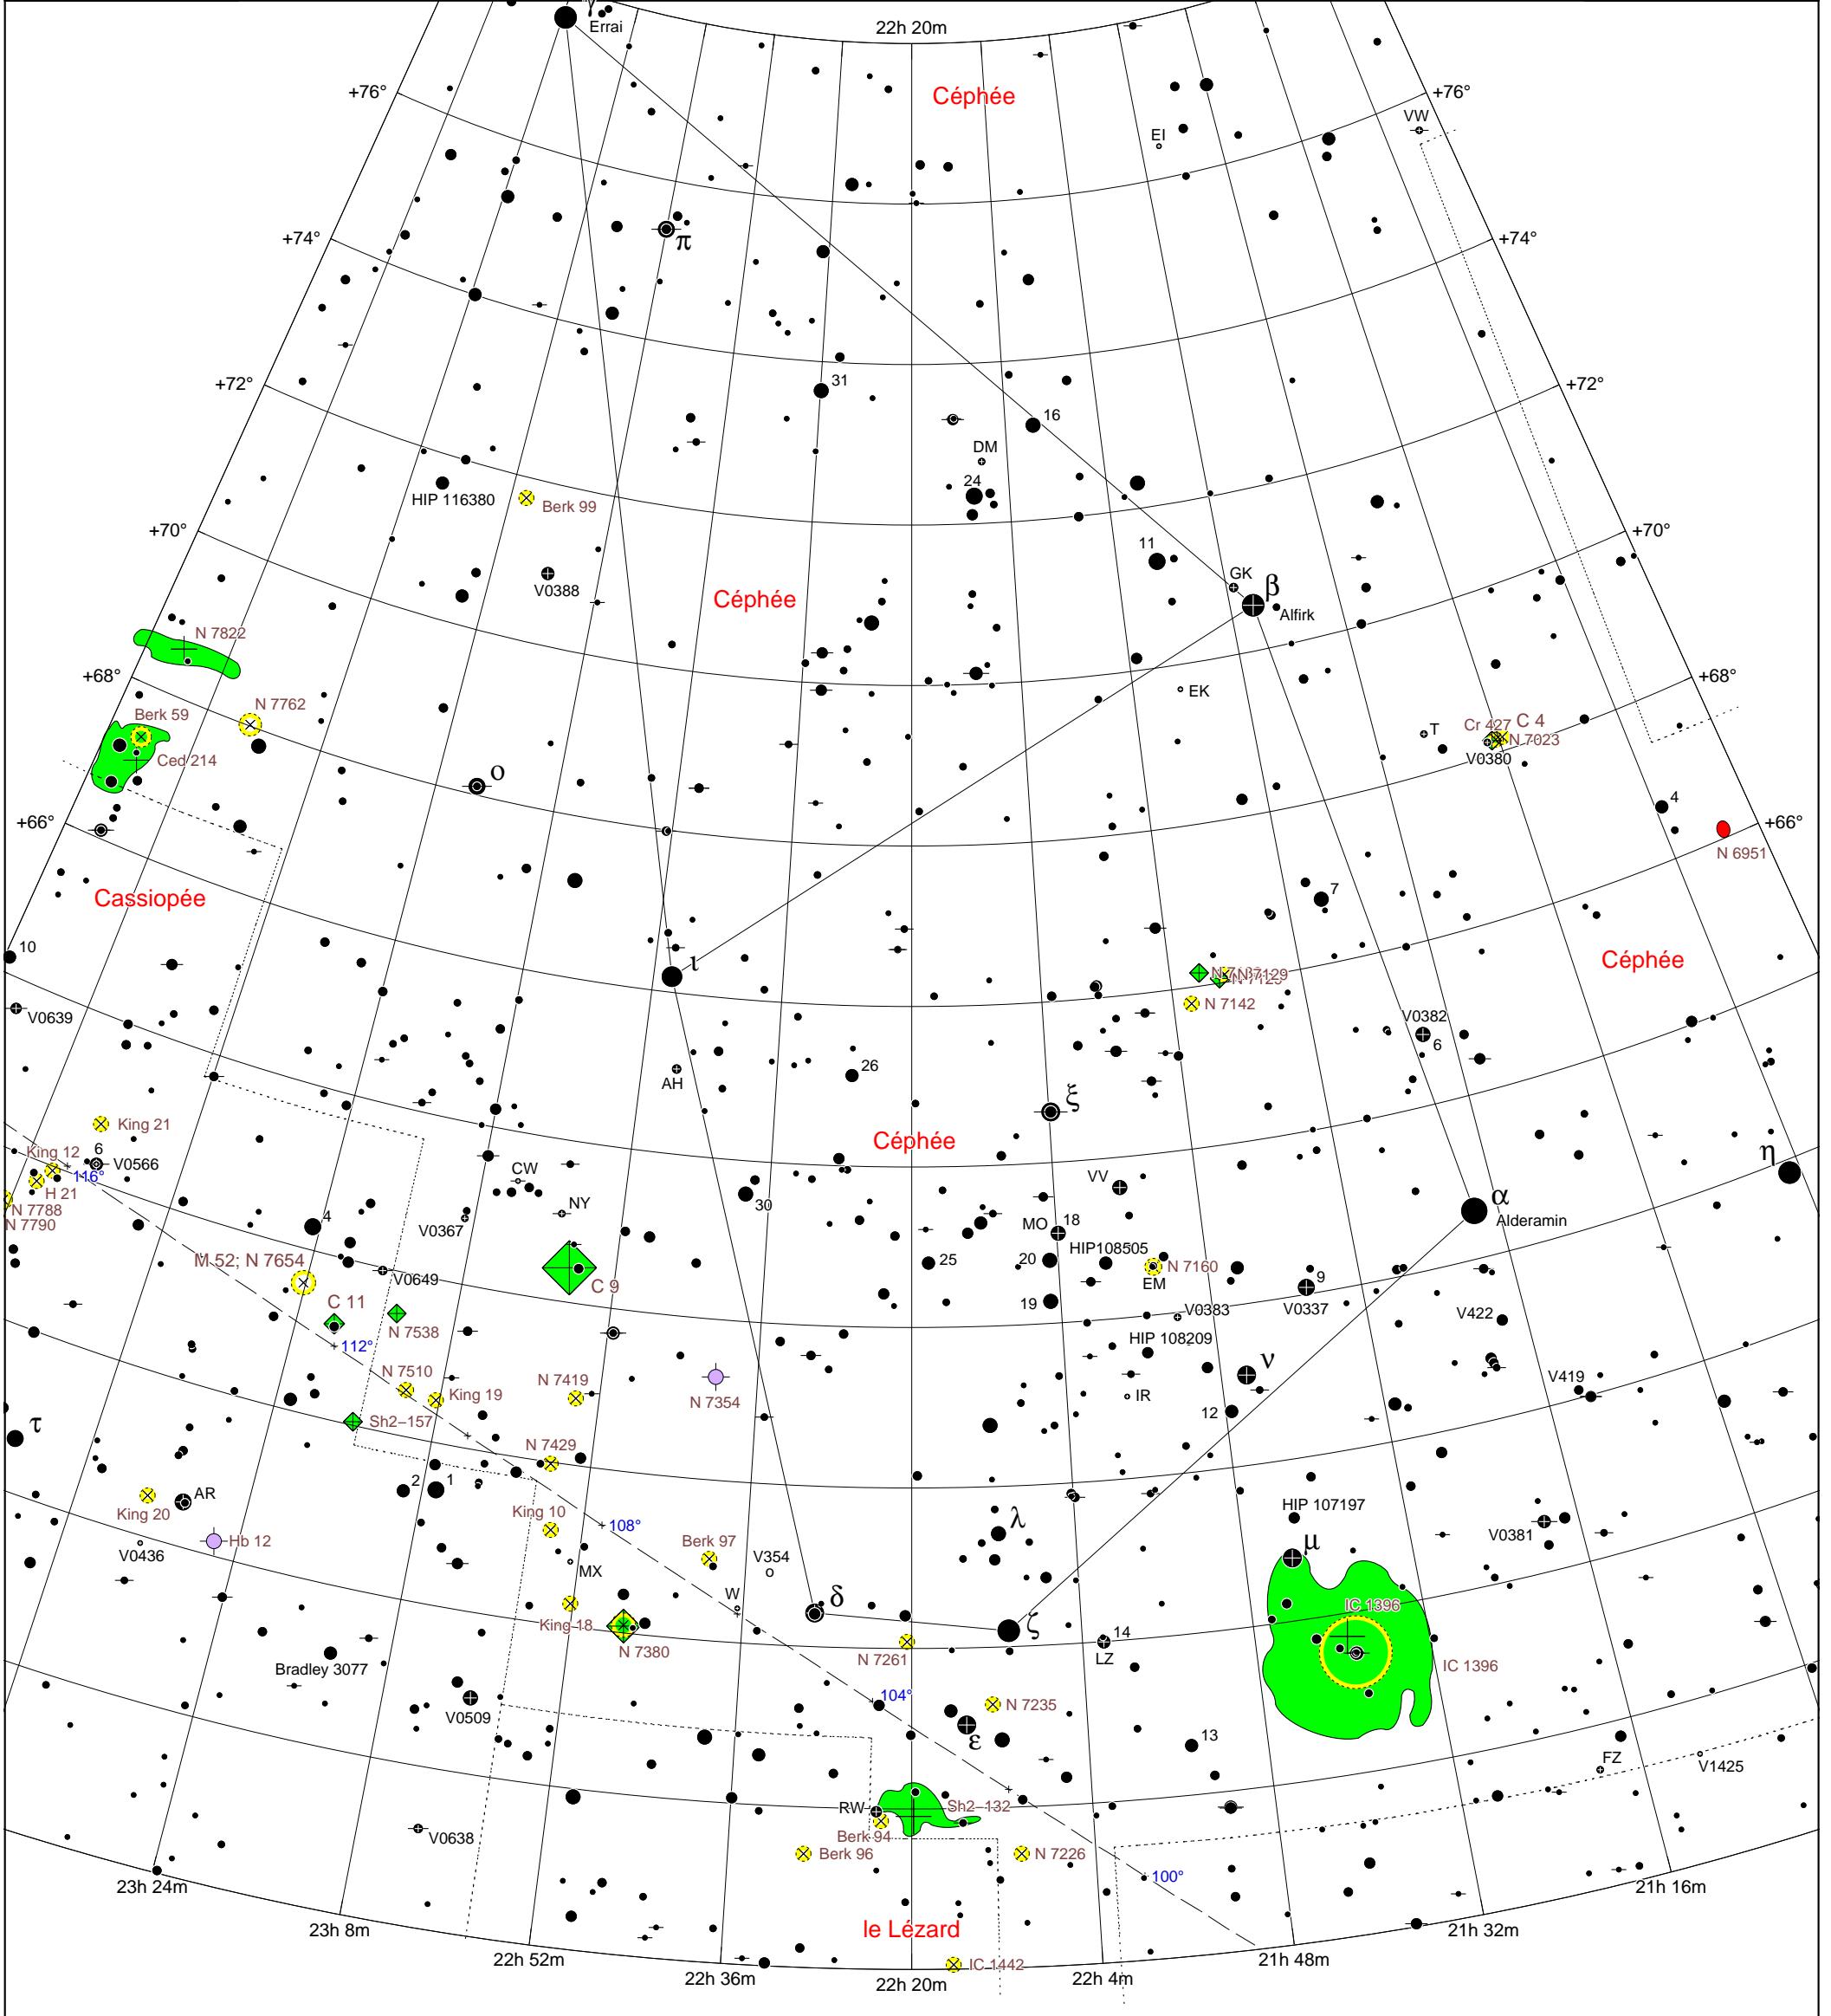 γ
Errai
22h 20m
+76°
Céphée
+76°
VW
EI
+74°
π
+74°
+72°
31
16
+72°
DM
24
HIP 116380
Berk 99
+70°
+70°
11
GK
β
V0388
Alfirk
Céphée
N 7822
+68°
+68°
EK
N 7762
Berk 59
Cr 427
C 4
T
N 7023
V0380
Ced 214
ο
4
+66°
+66°
N 6951
Cassiopée
7
10
ι
Céphée
N 7129
N 7142
V0639
V0382
6
AH
26
ξ
King 21
Céphée
King 12
6
V0566
116°
η
CW
VV
H 21
N 7788
N 7790
NY
30
α
Alderamin
4
V0367
MO
18
HIP108505
M 52; N 7654
25
20
N 7160
V0649
C 9
EM
9
C 11
19
V0337
V0383
V422
N 7538
HIP 108209
112°
ν
N 7510
King 19
N 7419
N 7354
IR
V419
12
Sh2-157
τ
N 7429
2
1
AR
King 20
HIP 107197
King 10
108°
λ
V0381
Hb 12
μ
V0436
Berk 97
V354
MX
W
δ
IC 1396
King 18
ζ
14
N 7380
N 7261
LZ
Bradley 3077
IC 1396
104°
N 7235
V0509
ε
13
FZ
V1425
RW
Sh2-132
V0638
Berk 94
Berk 96
N 7226
100°
23h 24m
21h 16m
23h 8m
le Lézard
21h 32m
22h 52m
IC 1442
21h 48m
22h 36m
22h 20m
22h 4m